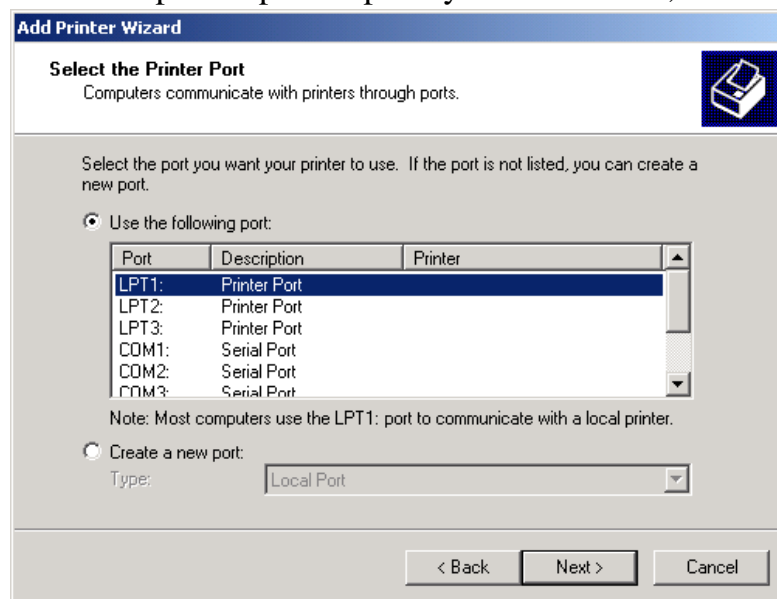 Add Printer Wizard
Select the Printer Port
Computers communicate with printers through ports.
Select the port you want your printer to use. If the port is not listed, you can create a
new port.
Use the following port:
Port Description Printer
LPT1: Printer Port
LPT2: Printer Port
LPT3: Printer Port
COM1: Serial Port
COM2: Serial Port
COM3: Serial Port
Note: Most computers use the LPT1: port to communicate with a local printer.
Create a new port:
Type: Local Port
< Back Next > Cancel